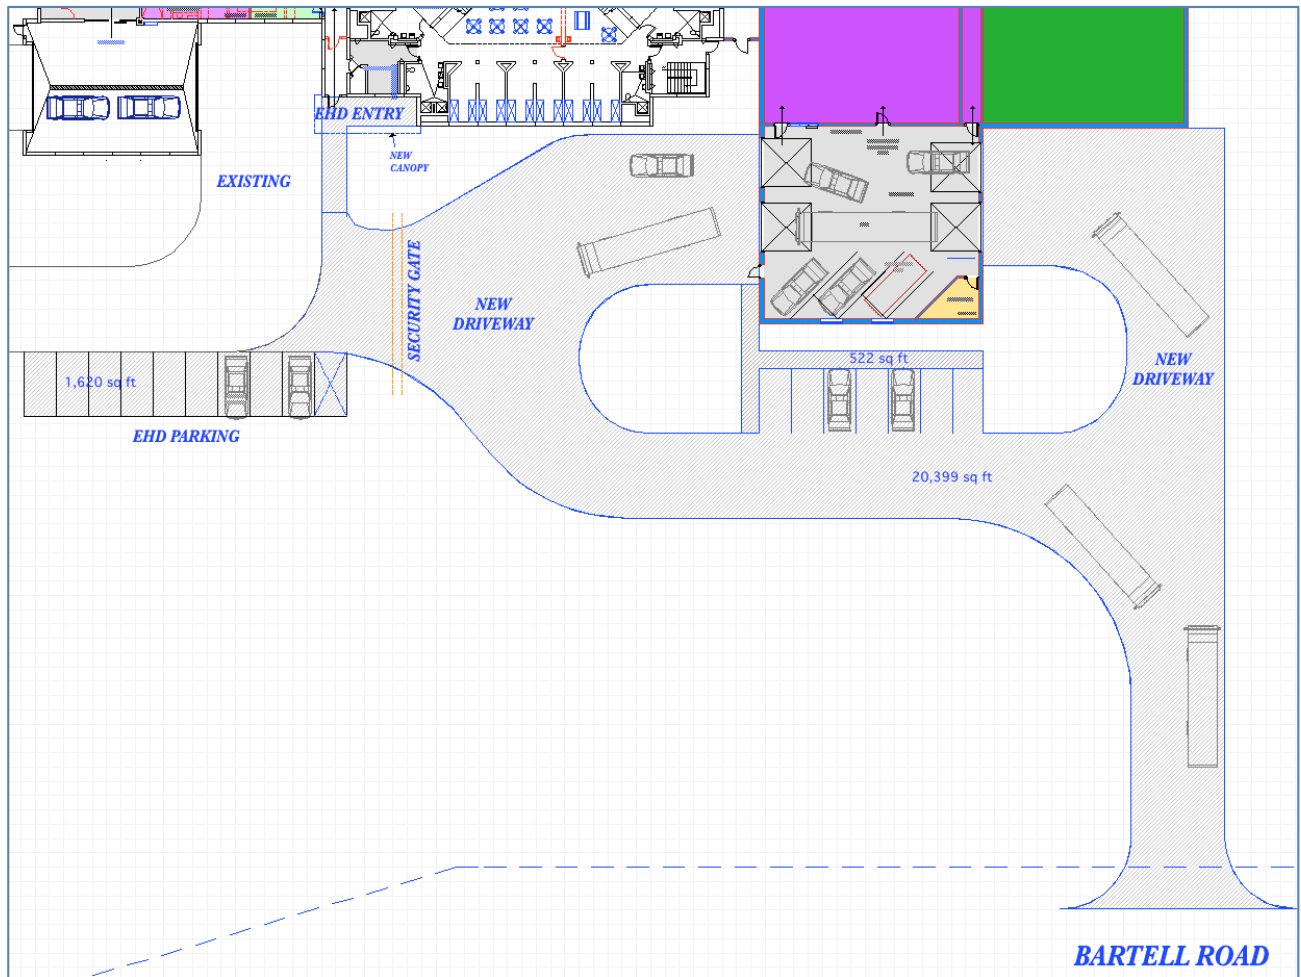 EHD ENTRY
NEW
CANOPY
EXISTING
SECURITY GATE
NEW
DRIVEWAY
522 sq ft
NEW
DRIVEWAY
1,620 sq ft
EHD PARKING
20,399 sq ft
BARTELL ROAD